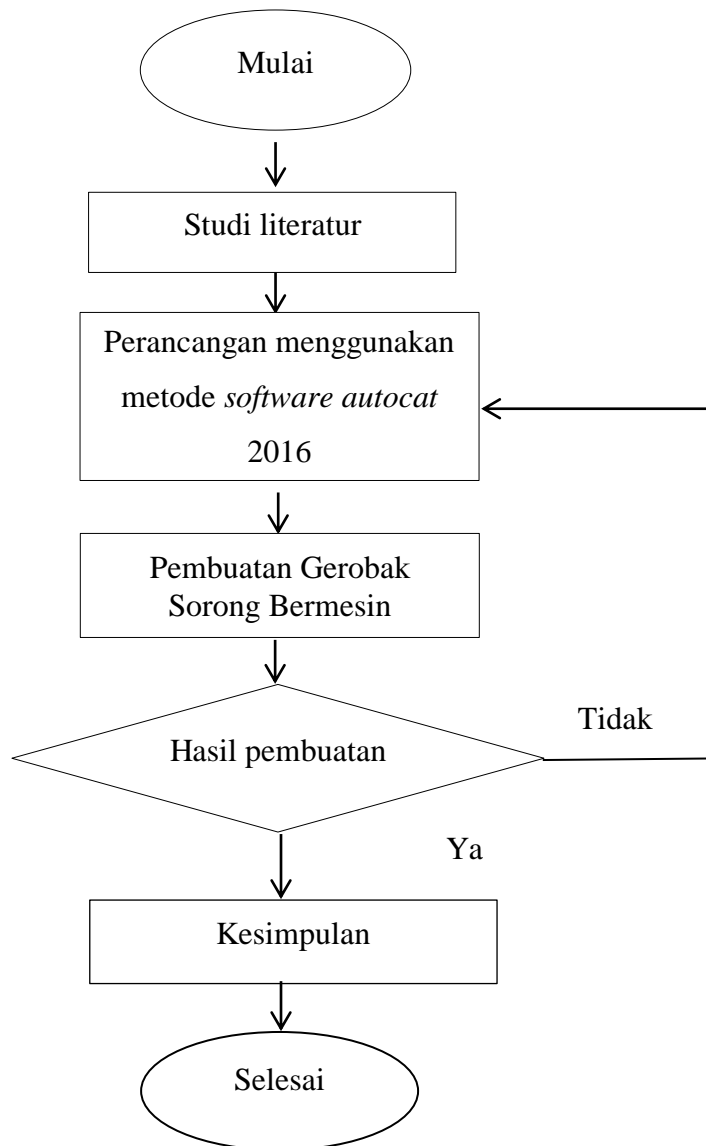 Mulai
Studi literatur
Perancangan menggunakan
metode software autocat
2016
Pembuatan Gerobak
Sorong Bermesin
Hasil pembuatan
Tidak
Ya
Kesimpulan
Selesai